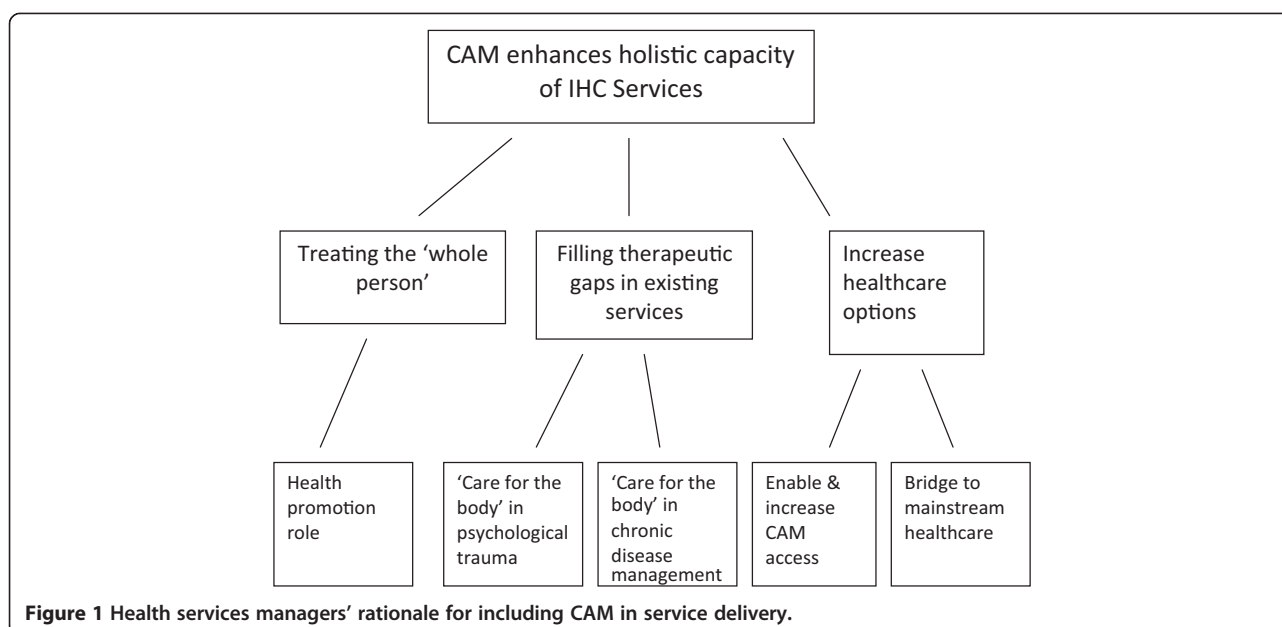 CAM enhances holistic capacity
of IHC Services
Treating the ‘whole
person’
Filling therapeutic
gaps in existing
services
Increase
healthcare
options
Health
promotion
role
‘Care for the
body’ in
psychological
trauma
‘Care for the
body’ in
chronic
disease
management
Enable &
increase
CAM
access
Bridge to
mainstream
healthcare
Figure 1 Health services managers’ rationale for including CAM in service delivery.